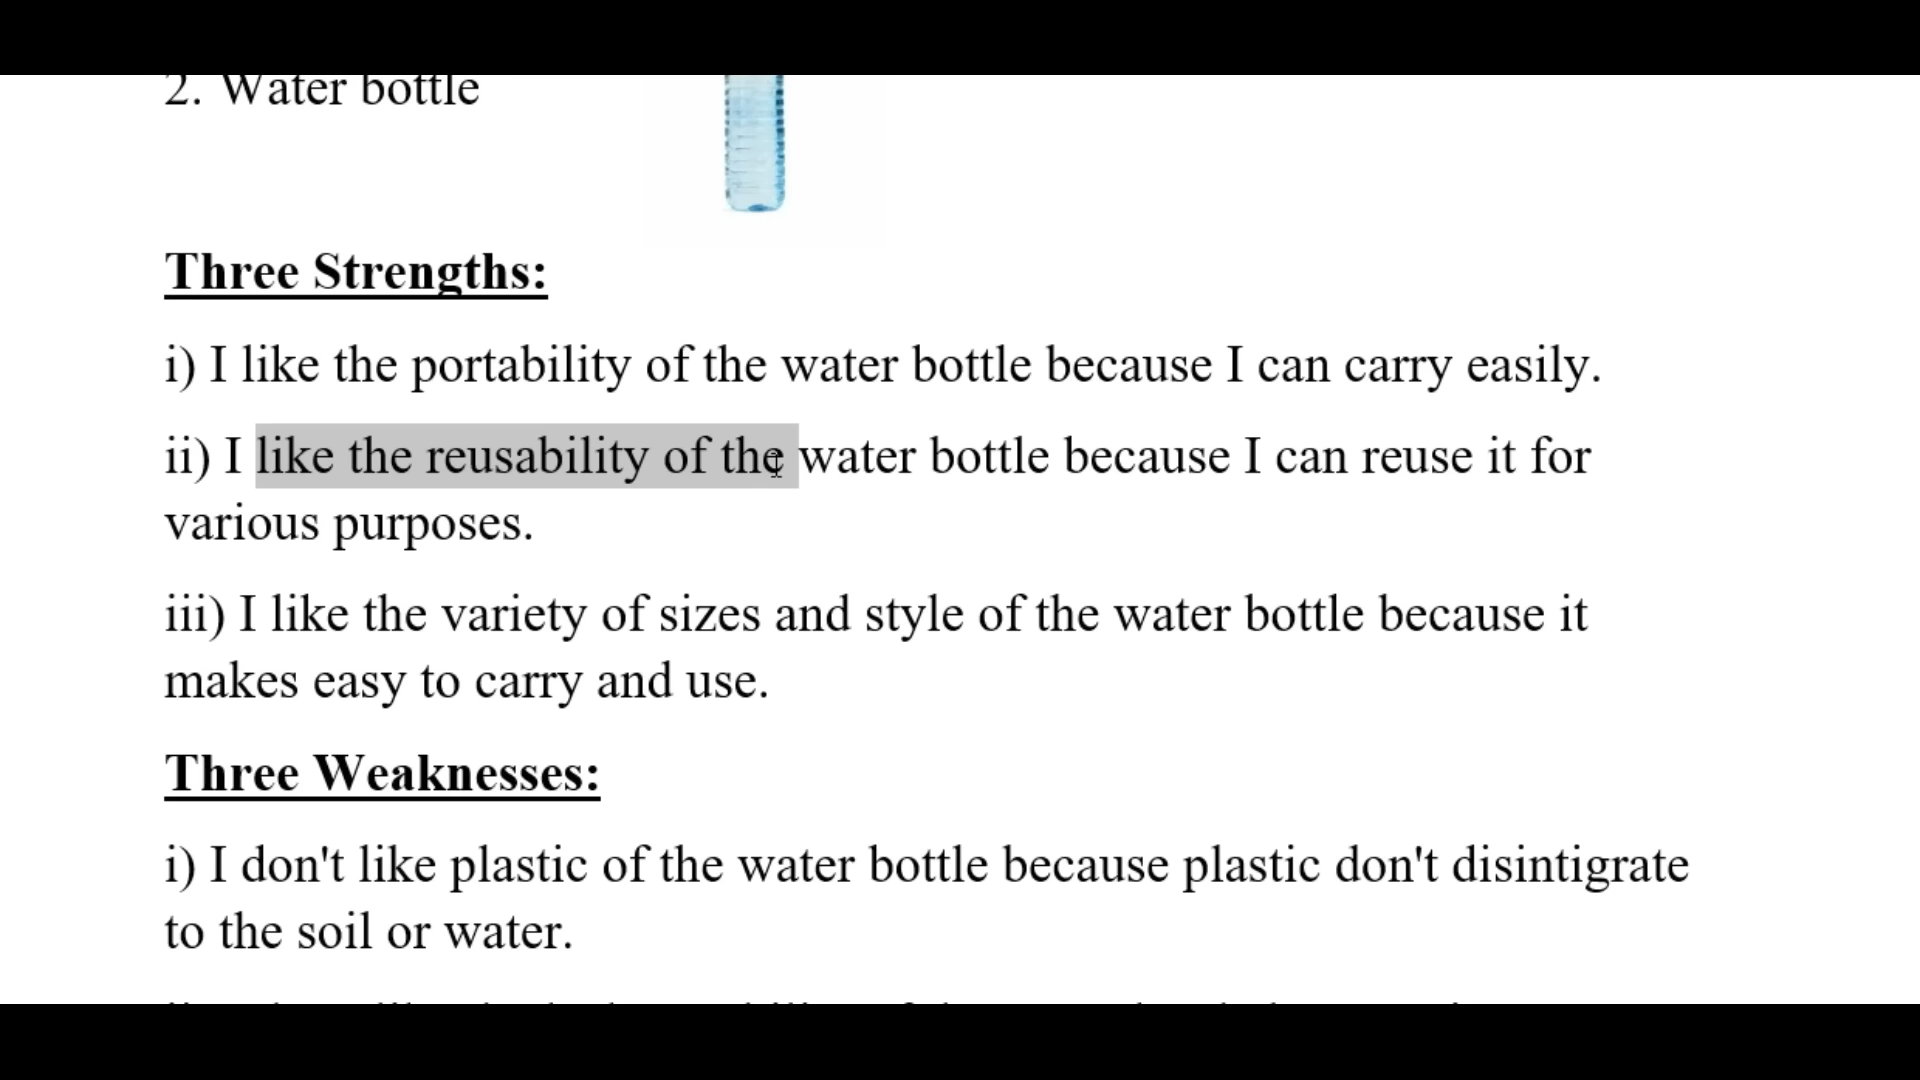 2. Water bottle
Three Strengths:
i) I like the portability of the water bottle because I can carry easily.
ii) I like the reusability of the water bottle because I can reuse it for
various purposes.
iii) I like the variety of sizes and style of the water bottle because it
makes easy to carry and use.
Three Weaknesses:
i) I don't like plastic of the water bottle because plastic don't disintigrate
to the soil or water.